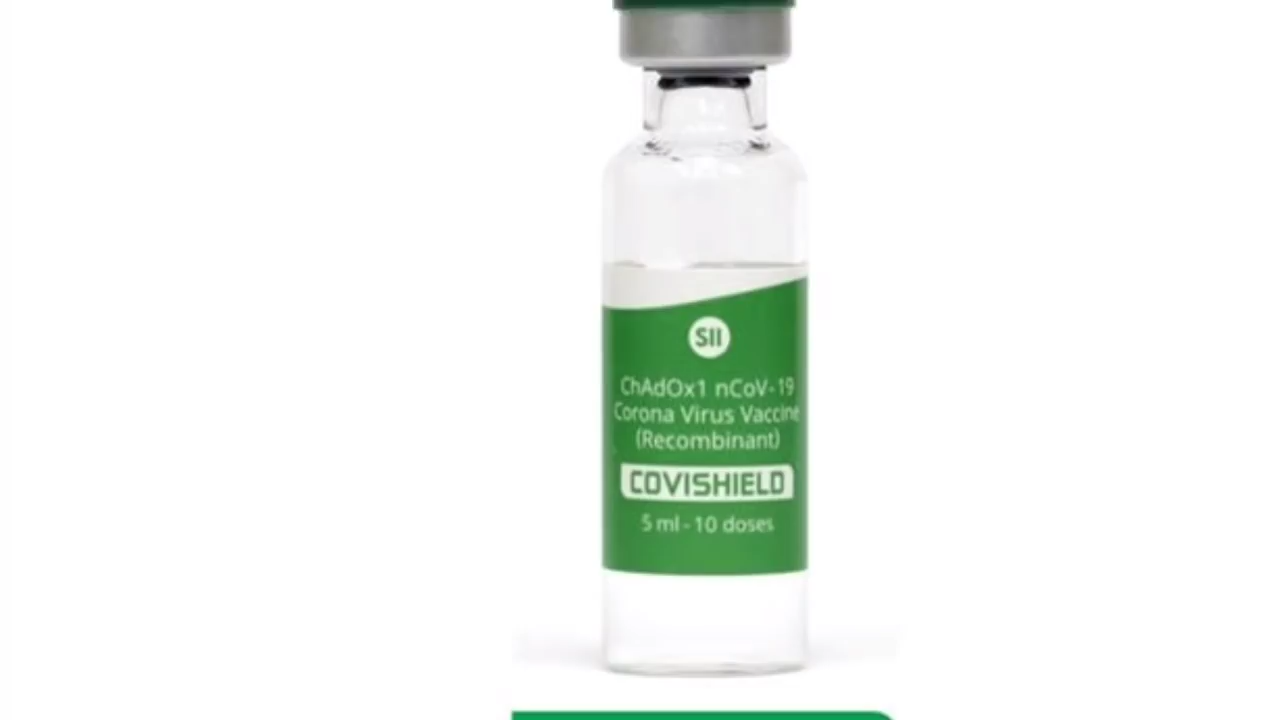 SII
ChAdOx1 nCoV-19
Corona Virus Vaccine
(Recombinant)
COVISHIELD
5 ml - 10 doses